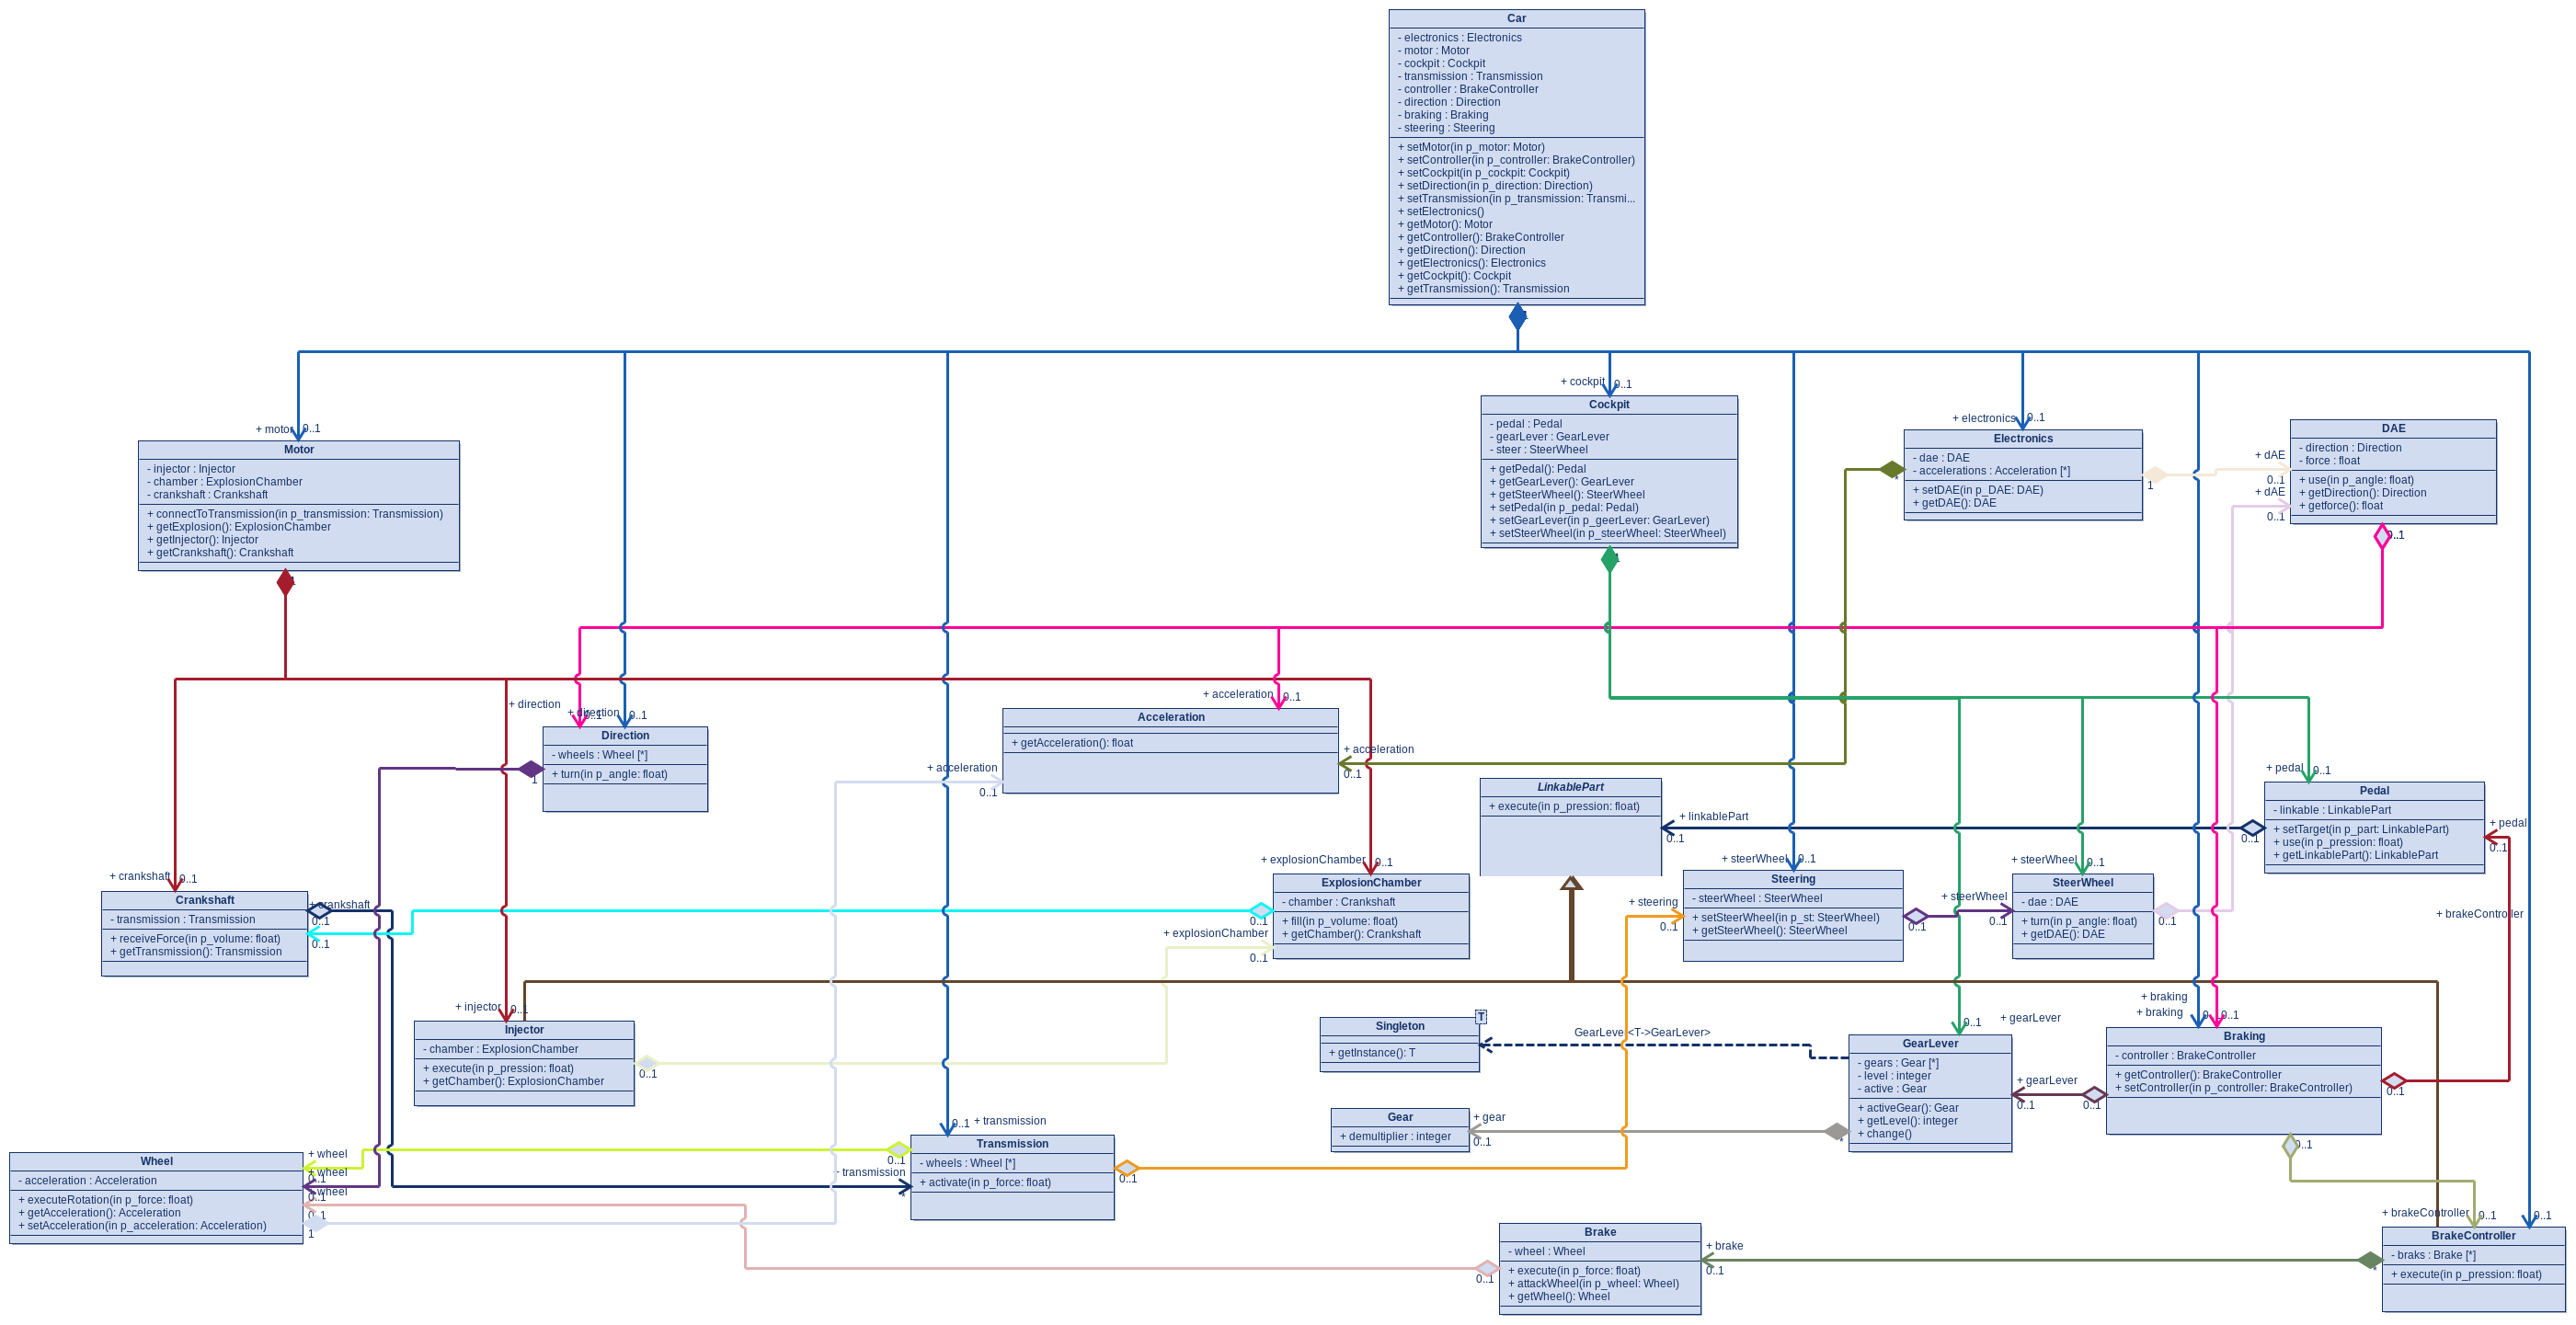 Car
- electronics : Electronics
- motor : Motor
- cockpit : Cockpit
- transmission : Transmission
- controller : BrakeController
- direction : Direction
- braking : Braking
- steering : Steering
+ setMotor(in p_motor: Motor)
+ setController(in p_controller: BrakeController)
+ setCockpit(in p_cockpit: Cockpit)
+ setDirection(in p_direction: Direction)
+ setTransmission(in p_transmission: Transmi...
+ setElectronics()
+ getMotor(): Motor
+ getController(): BrakeController
+ getDirection(): Direction
+ getElectronics(): Electronics
+ getCockpit(): Cockpit
+ getTransmission(): Transmission
1
+ motor 0..1
Motor
- injector : Injector
- chamber : ExplosionChamber
- crankshaft : Crankshaft
+ connectToTransmission(in p_transmission: Transmission)
+ getExplosion(): ExplosionChamber
+ getInjector(): Injector
+ getCrankshaft(): Crankshaft
1
+ cockpit 0..1
Cockpit
- pedal : Pedal
- gearLever : GearLever
- steer : SteerWheel
+ getPedal(): Pedal
+ getGearLever(): GearLever
+ getSteerWheel(): SteerWheel
+ setPedal(in p_pedal: Pedal)
+ setGearLever(in p_geerLever: GearLever)
+ setSteerWheel(in p_steerWheel: SteerWheel)
1
+ electronics 0..1
Electronics
- dae : DAE
- accelerations : Acceleration [*]
+ setDAE(in p_DAE: DAE)
+ getDAE(): DAE
*
1
+ dAE
0..1
+ dAE
0..1
DAE
- direction : Direction
- force : float
+ use(in p_angle: float)
+ getDirection(): Direction
+ getforce(): float
0..1
+ direction
+ direction
0..1
0..1
Direction
- wheels : Wheel [*]
+ turn(in p_angle: float)
1
+ acceleration 0..1
Acceleration
+ getAcceleration(): float
+ acceleration
0..1
+ acceleration
0..1
LinkablePart
+ execute(in p_pression: float)
+ linkablePart
0..1
+ pedal 0..1
Pedal
- linkable : LinkablePart
+ setTarget(in p_part: LinkablePart)
+ use(in p_pression: float)
+ getLinkablePart(): LinkablePart
0..1
+ pedal
0..1
+ crankshaft 0..1
Crankshaft
- transmission : Transmission
+ receiveForce(in p_volume: float)
+ getTransmission(): Transmission
+ crankshaft
0..1
0..1
+ explosionChamber 0..1
ExplosionChamber
- chamber : Crankshaft
+ fill(in p_volume: float)
+ getChamber(): Crankshaft
0..1
+ explosionChamber
0..1
+ steerWheel 0..1
Steering
- steerWheel : SteerWheel
+ setSteerWheel(in p_st: SteerWheel)
+ getSteerWheel(): SteerWheel
+ steering
0..1
0..1
+ steerWheel 0..1
SteerWheel
- dae : DAE
+ turn(in p_angle: float)
+ getDAE(): DAE
+ steerWheel
0..1
0..1
+ brakeController
+ injector 0..1
Injector
- chamber : ExplosionChamber
+ execute(in p_pression: float)
+ getChamber(): ExplosionChamber
0..1
Singleton
T
+ getInstance(): T
GearLever<T->GearLever>
0..1 + gearLever
GearLever
- gears : Gear [*]
- level : integer
- active : Gear
+ activeGear(): Gear
+ getLevel(): integer
+ change()
*
+ gearLever
0..1
+ braking
+ braking
0..1
Braking
- controller : BrakeController
+ getController(): BrakeController
+ setController(in p_controller: BrakeController)
0..1
0..1
0..1
Gear
+ demultiplier : integer
+ gear
0..1
0..1 + transmission
Transmission
- wheels : Wheel [*]
+ activate(in p_force: float)
0..1
+ transmission
*
0..1
Wheel
- acceleration : Acceleration
+ executeRotation(in p_force: float)
+ getAcceleration(): Acceleration
+ setAcceleration(in p_acceleration: Acceleration)
+ wheel
0..1
+ wheel
0..1
+ wheel
0..1
1
Brake
- wheel : Wheel
+ execute(in p_force: float)
+ attackWheel(in p_wheel: Wheel)
+ getWheel(): Wheel
0..1
+ brake
0..1
+ brakeController 0..1
0..1
BrakeController
- braks : Brake [*]
+ execute(in p_pression: float)
*